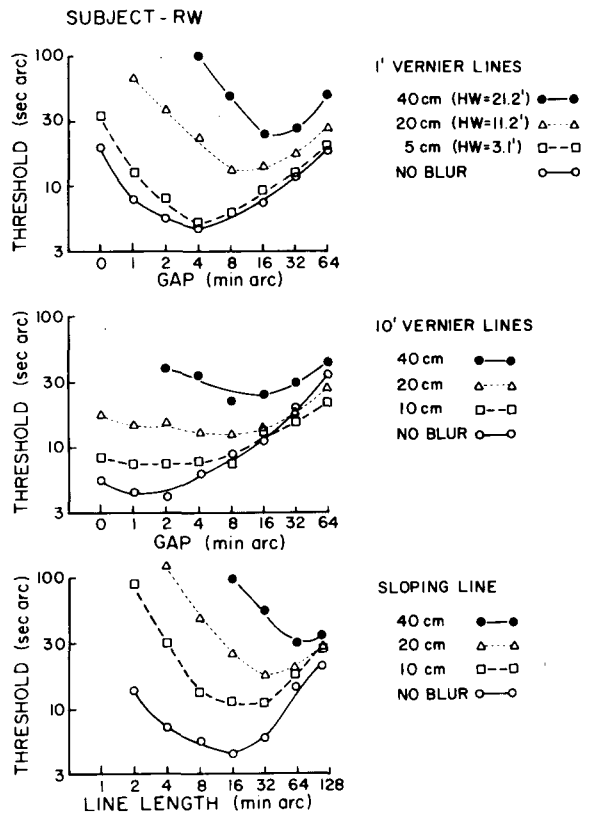 SUBJECT - RW
THRESHOLD (sec arc)
100
30
10
3
0 1 2 4 8 16 32 64
GAP (min arc)
1' VERNIER LINES
40 cm (HW=21.2')
20 cm (HW=11.2')
5 cm (HW=3.1')
NO BLUR
THRESHOLD (sec arc)
100
30
10
3
0 1 2 4 8 16 32 64
GAP (min arc)
10' VERNIER LINES
40 cm
20 cm
10 cm
NO BLUR
THRESHOLD (sec arc)
100
30
10
3
1 2 4 8 16 32 64 128
LINE LENGTH (min arc)
SLOPING LINE
40 cm
20 cm
10 cm
NO BLUR